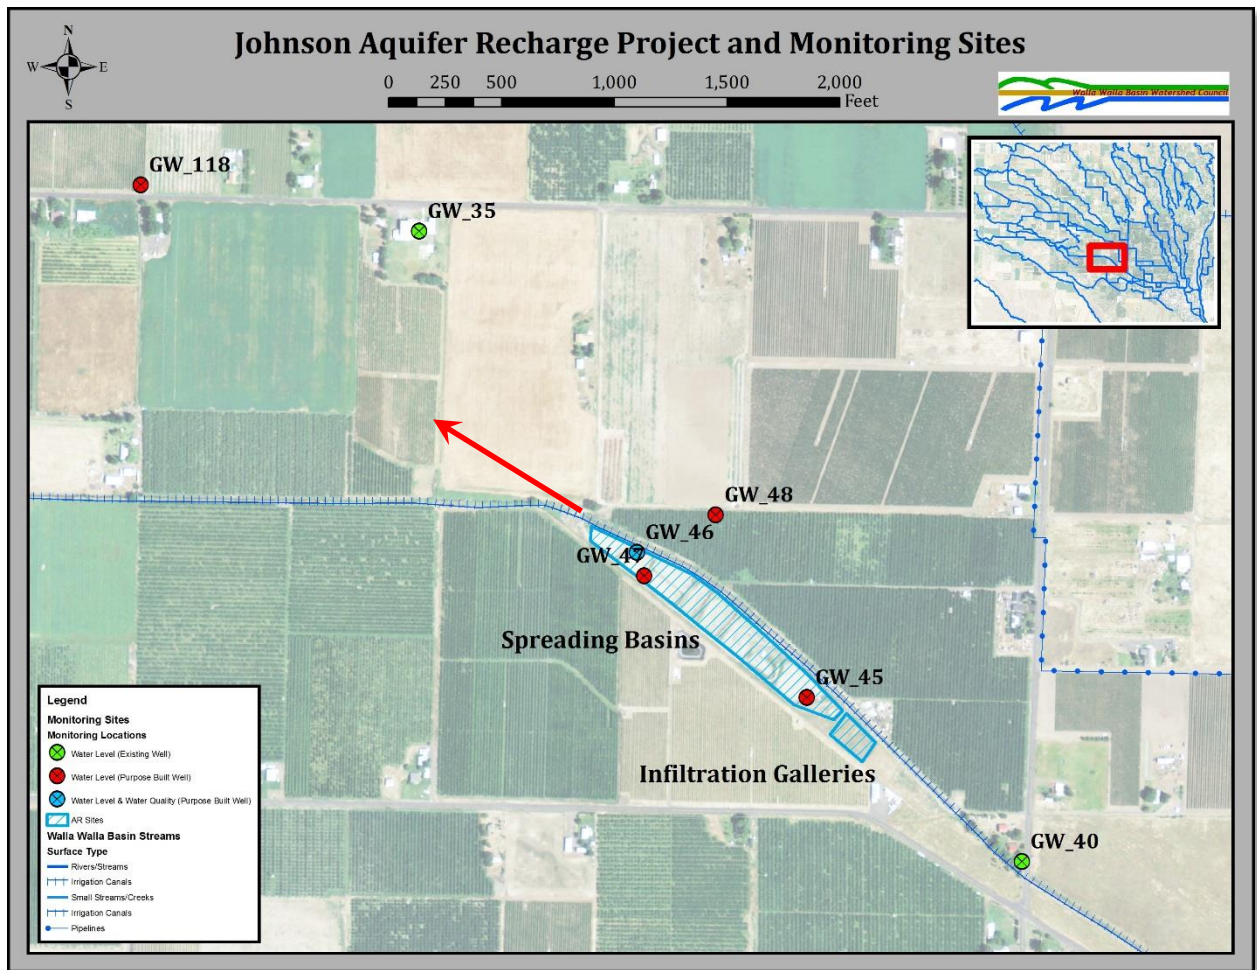 N
W E
S
Johnson Aquifer Recharge Project and Monitoring Sites
0 250 500 1,000 1,500 2,000
Feet
Walla Walla Basin Watershed Council
GW_118
GW_35
GW_48
GW_46
GW_47
Spreading Basins
GW_45
Infiltration Galleries
GW_40
Legend
Monitoring Sites
Monitoring Locations
Water Level (Existing Well)
Water Level (Purpose Built Well)
Water Level & Water Quality (Purpose Built Well)
AR Sites
Walla Walla Basin Streams
Surface Type
Rivers/Streams
Irrigation Canals
Small Streams/Creeks
Irrigation Canals
Pipelines